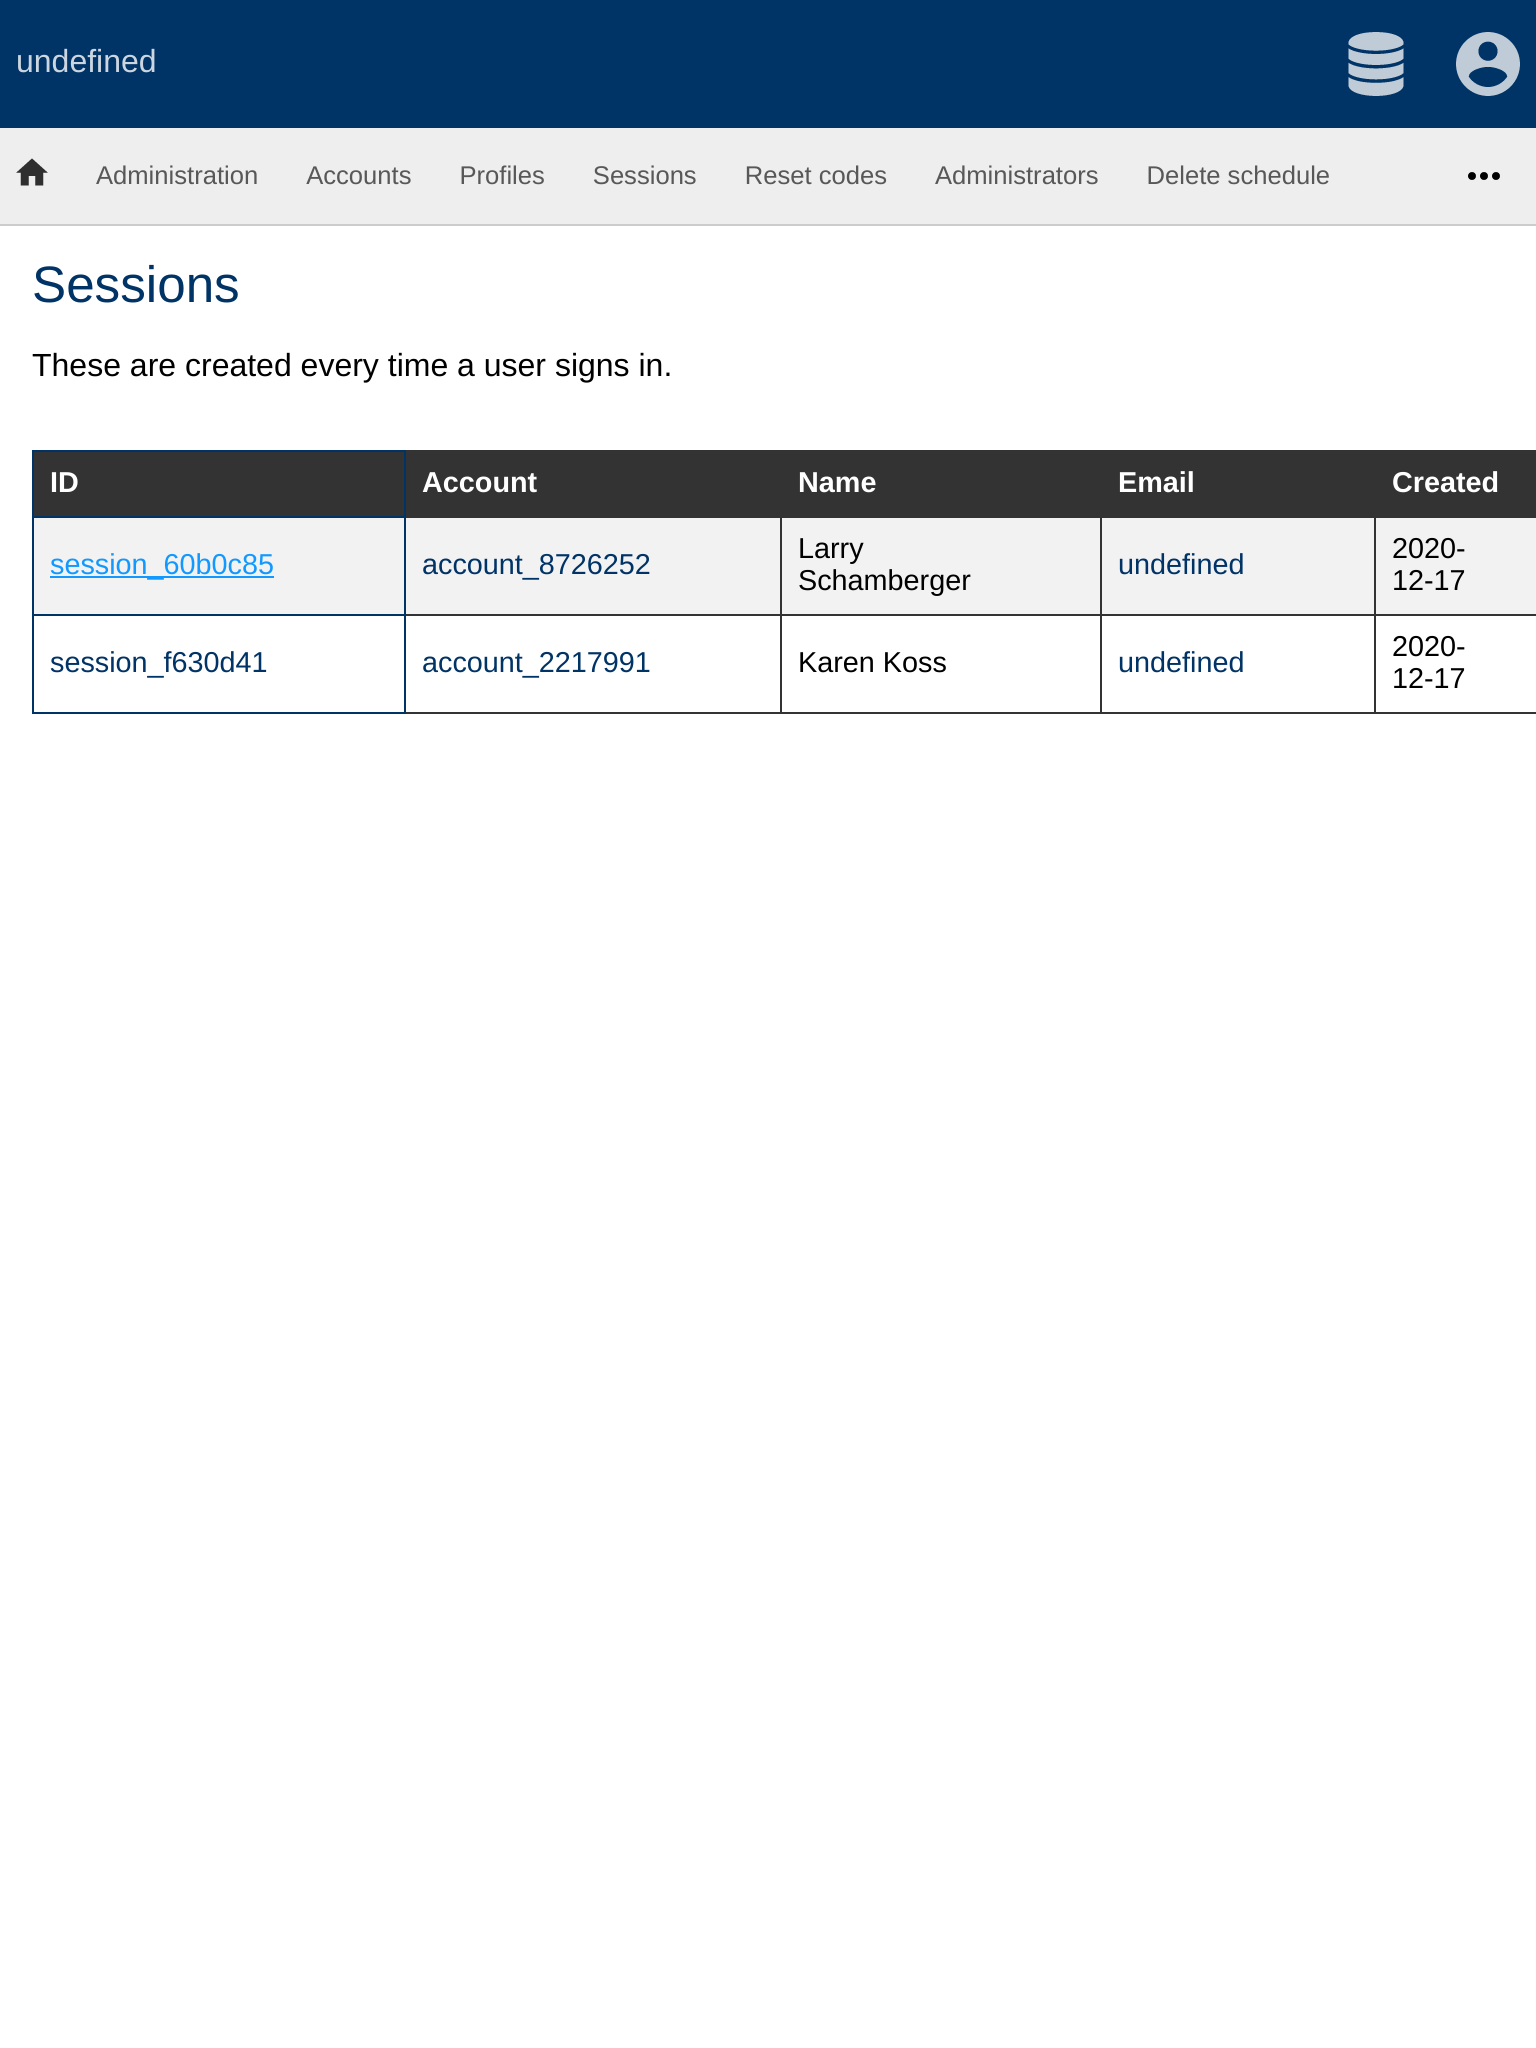 undefined
Administration Accounts Profiles Sessions Reset codes Administrators Delete schedule
Sessions
These are created every time a user signs in.
ID Account Name Email Created
session_60b0c85 account_8726252 Larry Schamberger undefined 2020-12-17
session_f630d41 account_2217991 Karen Koss undefined 2020-12-17